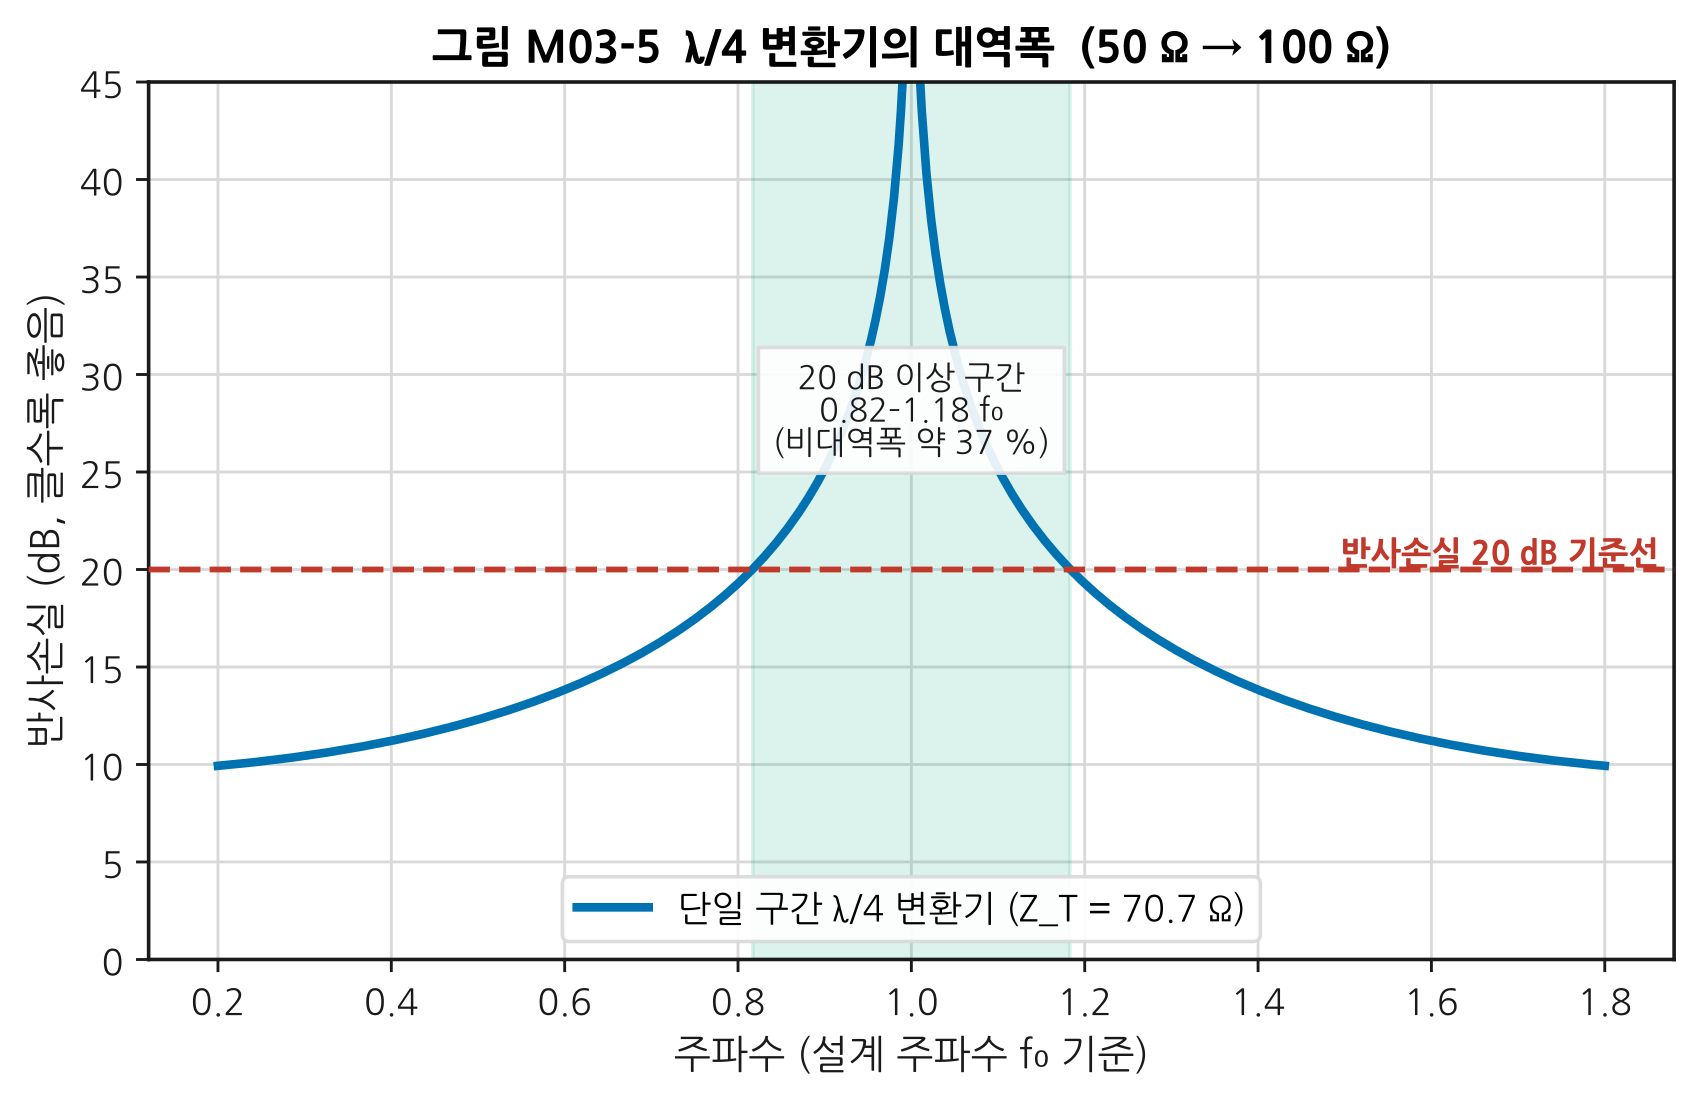 그림 M03-5 λ/4 변환기의 대역폭 (50 Ω → 100 Ω)
반사손실 (dB, 클수록 좋음)
45
40
35
30
25
20
15
10
5
0
20 dB 이상 구간
0.82-1.18 f₀
(비대역폭 약 37 %)
반사손실 20 dB 기준선
단일 구간 λ/4 변환기 (Z_T = 70.7 Ω)
0.2 0.4 0.6 0.8 1.0 1.2 1.4 1.6 1.8
주파수 (설계 주파수 f₀ 기준)